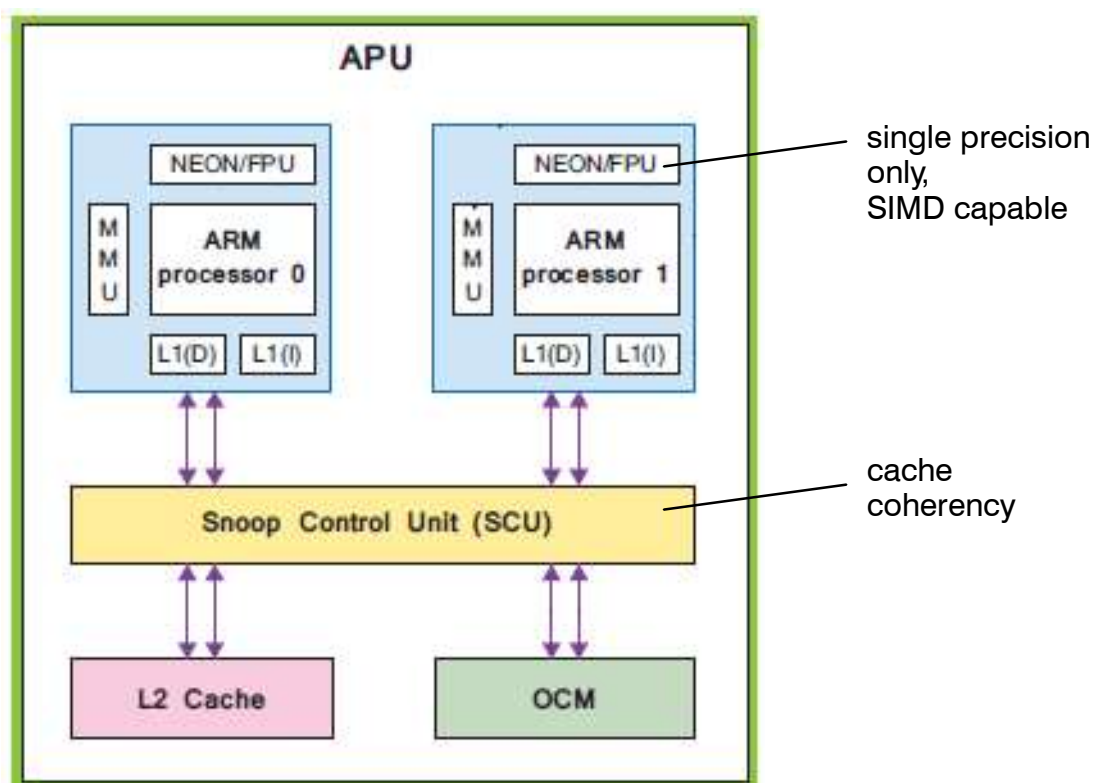 APU
NEON/FPU
M
M
U
ARM
processor 0
L1(D)
L1(I)
NEON/FPU
M
M
U
ARM
processor 1
L1(D)
L1(I)
single precision
only,
SIMD capable
Snoop Control Unit (SCU)
cache
coherency
L2 Cache
OCM